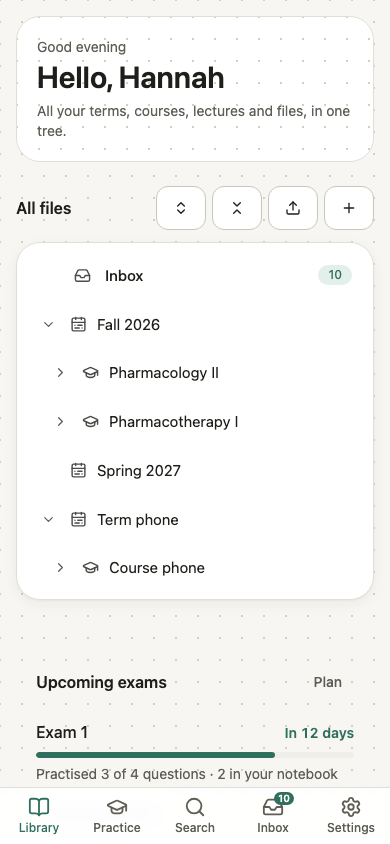 Good evening
Hello, Hannah
All your terms, courses, lectures and files, in one
tree.
All files
Inbox
10
Fall 2026
Pharmacology II
Pharmacotherapy I
Spring 2027
Term phone
Course phone
Upcoming exams
Plan
Exam 1
In 12 days
Practised 3 of 4 questions · 2 in your notebook
10
Library
Practice
Search
Inbox
Settings